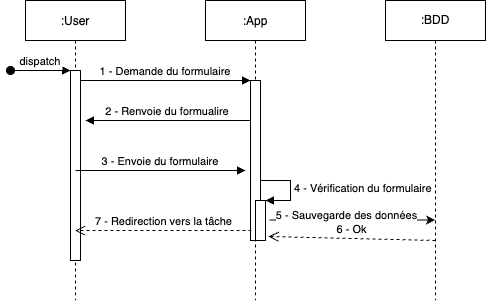 :User
:App
:BDD
dispatch
1 - Demande du formulaire
2 - Renvoie du formualire
3 - Envoie du formulaire
4 - Vérification du formulaire
5 - Sauvegarde des données
6 - Ok
7 - Redirection vers la tâche